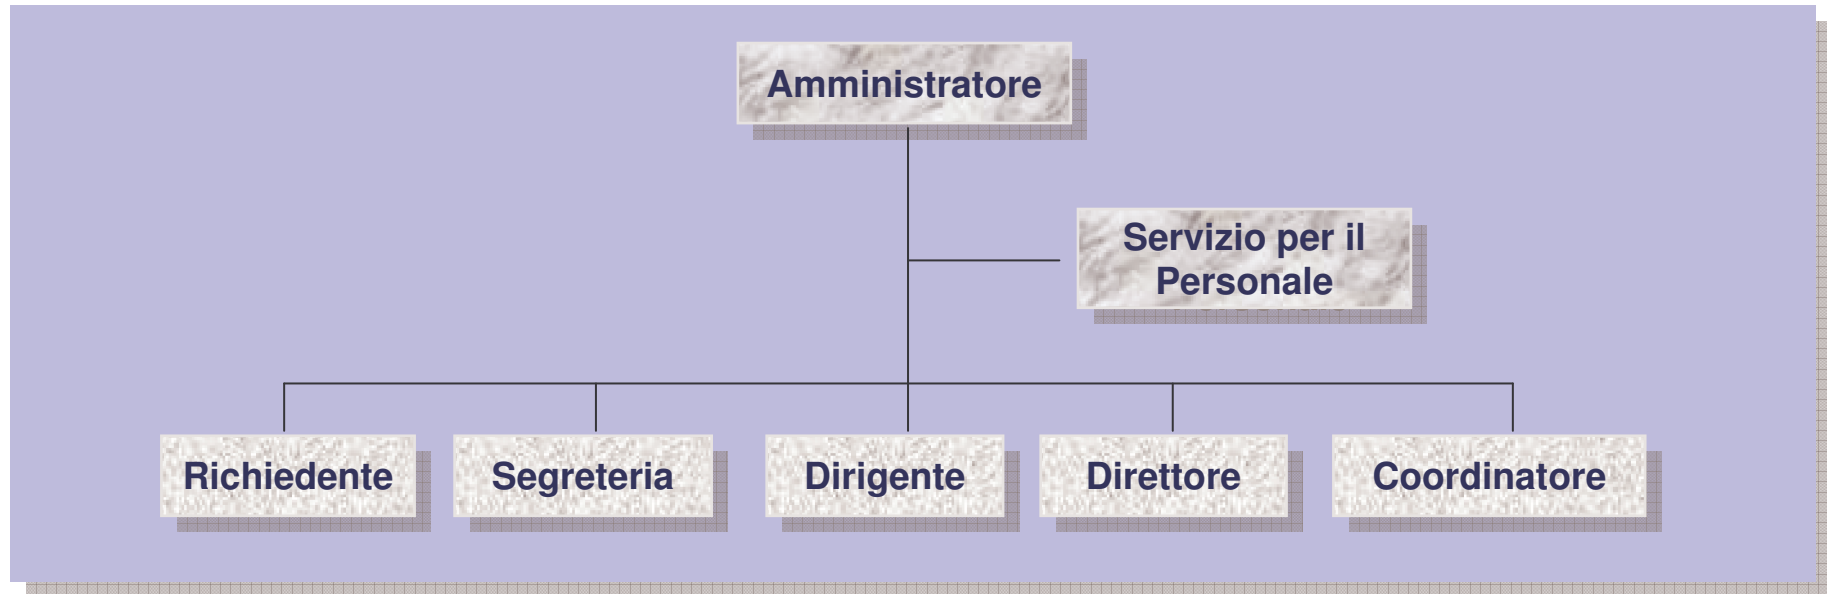 Amministratore
Servizio per il
Personale
Richiedente
Segreteria
Dirigente
Direttore
Coordinatore